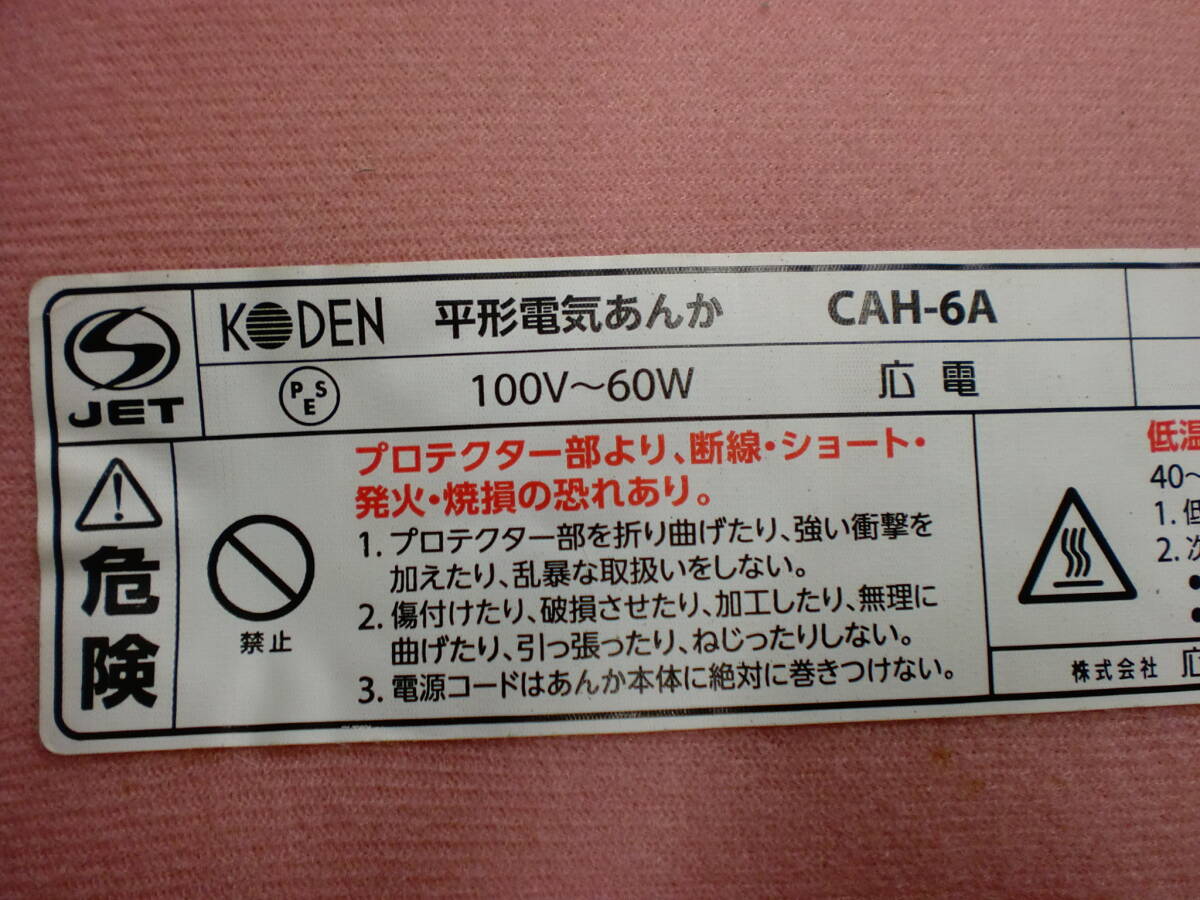 JET
KODEN 平形電気あんか CAH-6A
PSE 100V～60W 広電
危険
禁止
プロテクター部より、断線・ショート・
発火・焼損の恐れあり。
1. プロテクター部を折り曲げたり、強い衝撃を
加えたり、乱暴な取扱いをしない。
2. 傷付けたり、破損させたり、加工したり、無理に
曲げたり、引っ張ったり、ねじったりしない。
3. 電源コードはあんか本体に絶対に巻きつけない。
低温
40～
1. 低
2. 次
株式会社 広